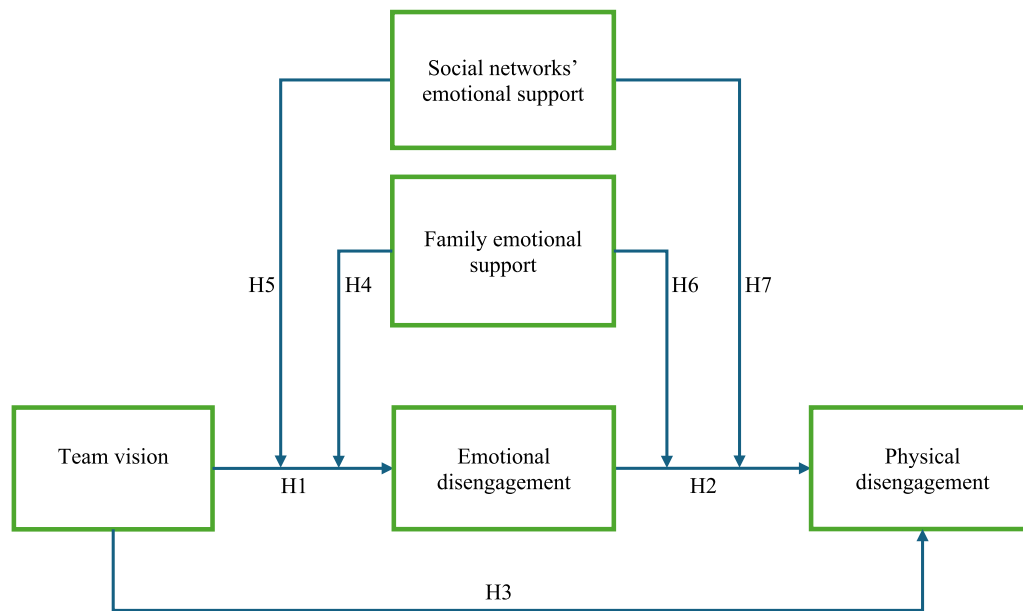 Social networks’
emotional support
Family emotional
support
H5
H4
H6
H7
Team vision
H1
Emotional
disengagement
H2
Physical
disengagement
H3